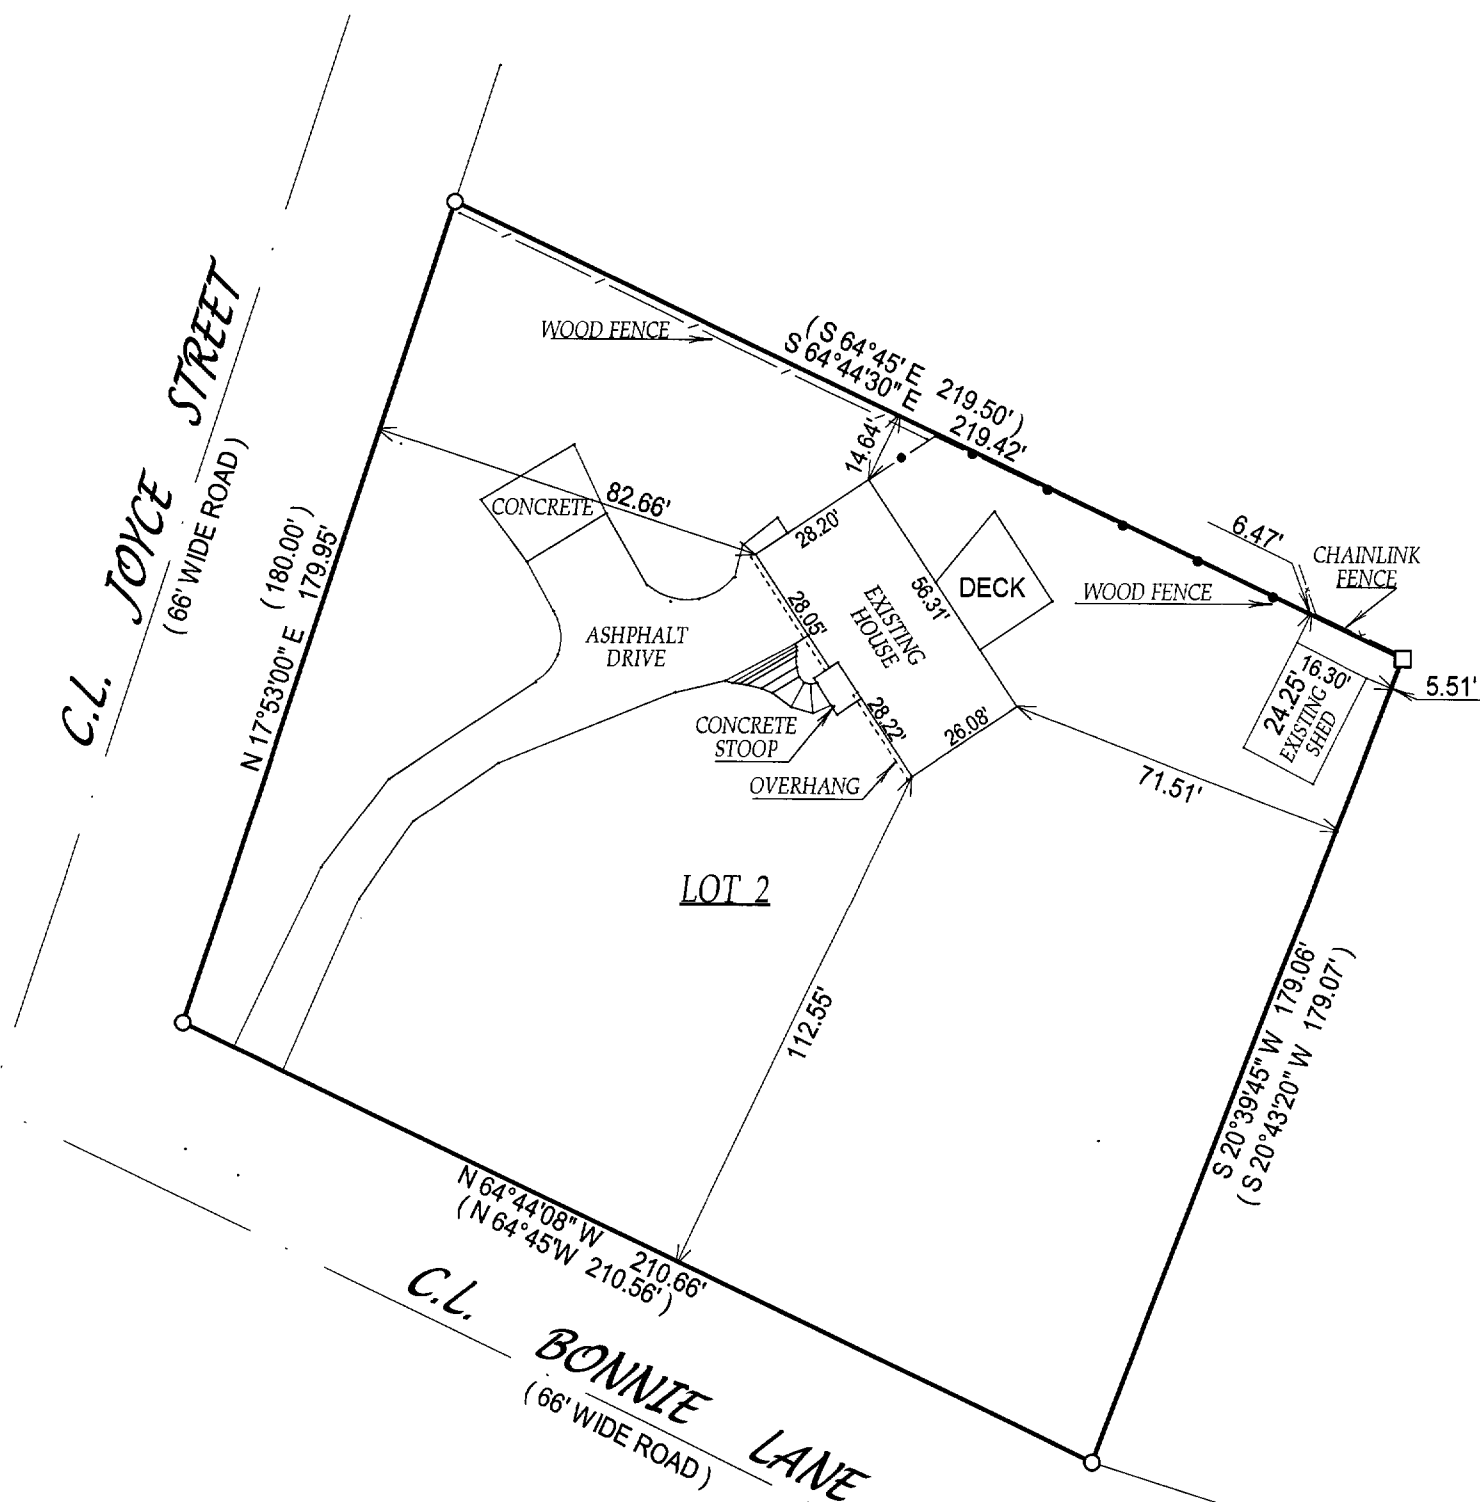 C.L. JOYCE STREET
(66' WIDE ROAD)
N 17°53'00" E (180.00')
179.95'
WOOD FENCE
(S 64°45' E 219.50')
S 64°44'30" E 219.42'
14.64'
82.66'
CONCRETE
28.20'
56.31'
DECK
6.47'
CHAINLINK
FENCE
WOOD FENCE
28.05'
EXISTING
HOUSE
ASHPHALT
DRIVE
16.30'
24.25'
EXISTING
SHED
5.51'
CONCRETE
STOOP
28.22'
26.08'
OVERHANG
71.51'
LOT 2
112.55'
S 20°39'45" W 179.06'
(S 20°43'20" W 179.07')
N 64°44'08" W 210.66'
(N 64°45'W 210.56')
C.L. BONNIE LANE
(66' WIDE ROAD)